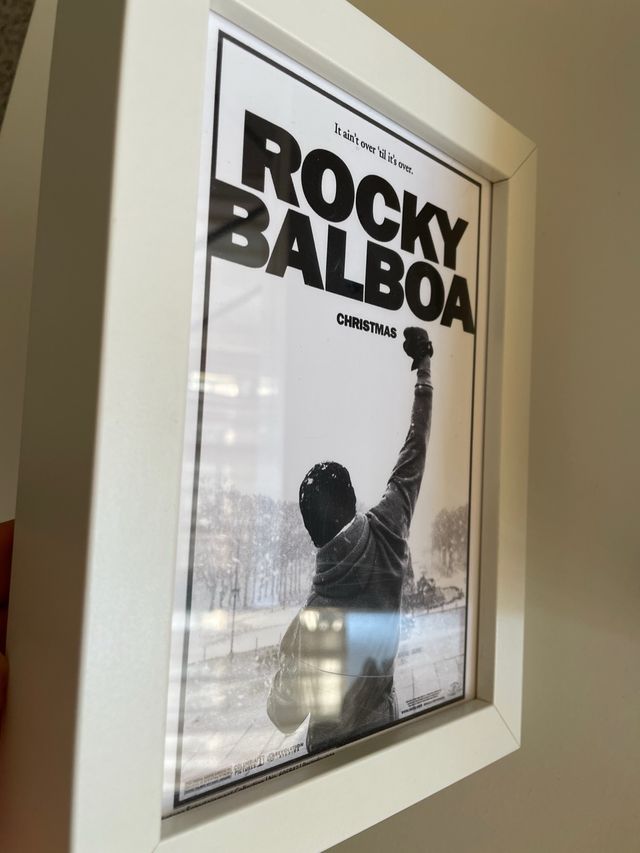 It ain't over 'til it's over.
ROCKY
BALBOA
CHRISTMAS